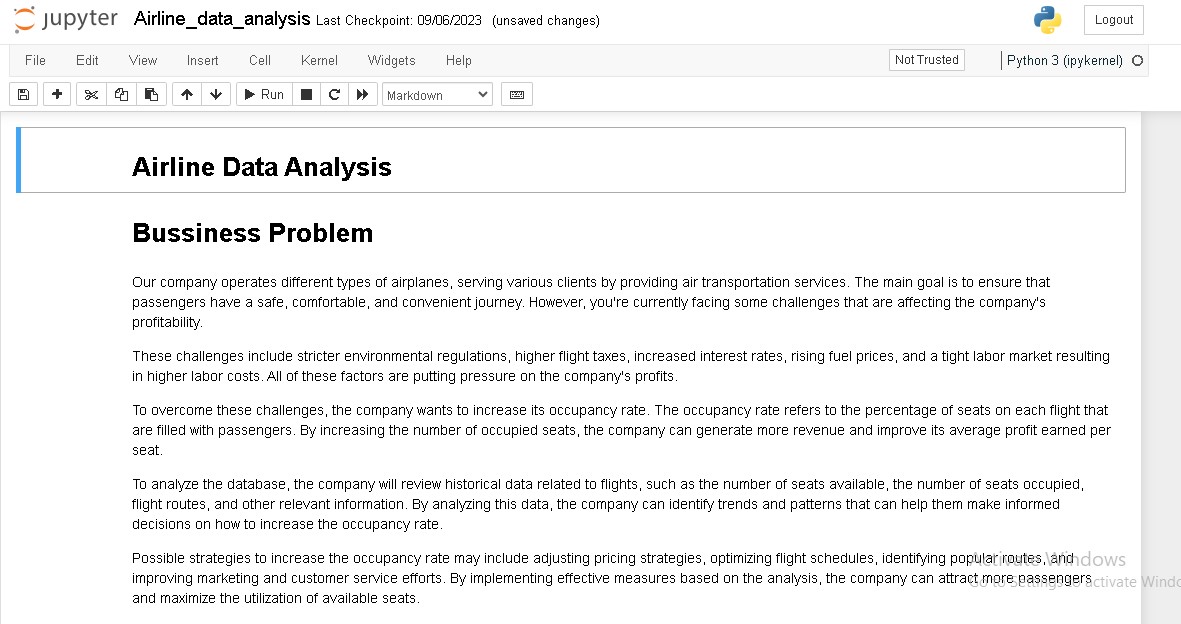 jupyter Airline_data_analysis Last Checkpoint: 09/06/2023 (unsaved changes) Logout
File Edit View Insert Cell Kernel Widgets Help Not Trusted Python 3 (ipykernel)
Run Markdown
Airline Data Analysis
Bussiness Problem
Our company operates different types of airplanes, serving various clients by providing air transportation services. The main goal is to ensure that
passengers have a safe, comfortable, and convenient journey. However, you're currently facing some challenges that are affecting the company's
profitability.
These challenges include stricter environmental regulations, higher flight taxes, increased interest rates, rising fuel prices, and a tight labor market resulting
in higher labor costs. All of these factors are putting pressure on the company's profits.
To overcome these challenges, the company wants to increase its occupancy rate. The occupancy rate refers to the percentage of seats on each flight that
are filled with passengers. By increasing the number of occupied seats, the company can generate more revenue and improve its average profit earned per
seat.
To analyze the database, the company will review historical data related to flights, such as the number of seats available, the number of seats occupied,
flight routes, and other relevant information. By analyzing this data, the company can identify trends and patterns that can help them make informed
decisions on how to increase the occupancy rate.
Possible strategies to increase the occupancy rate may include adjusting pricing strategies, optimizing flight schedules, identifying popular routes, and
improving marketing and customer service efforts. By implementing effective measures based on the analysis, the company can attract more passengers
and maximize the utilization of available seats.
Activate Windows
Go to Settings to activate Windo